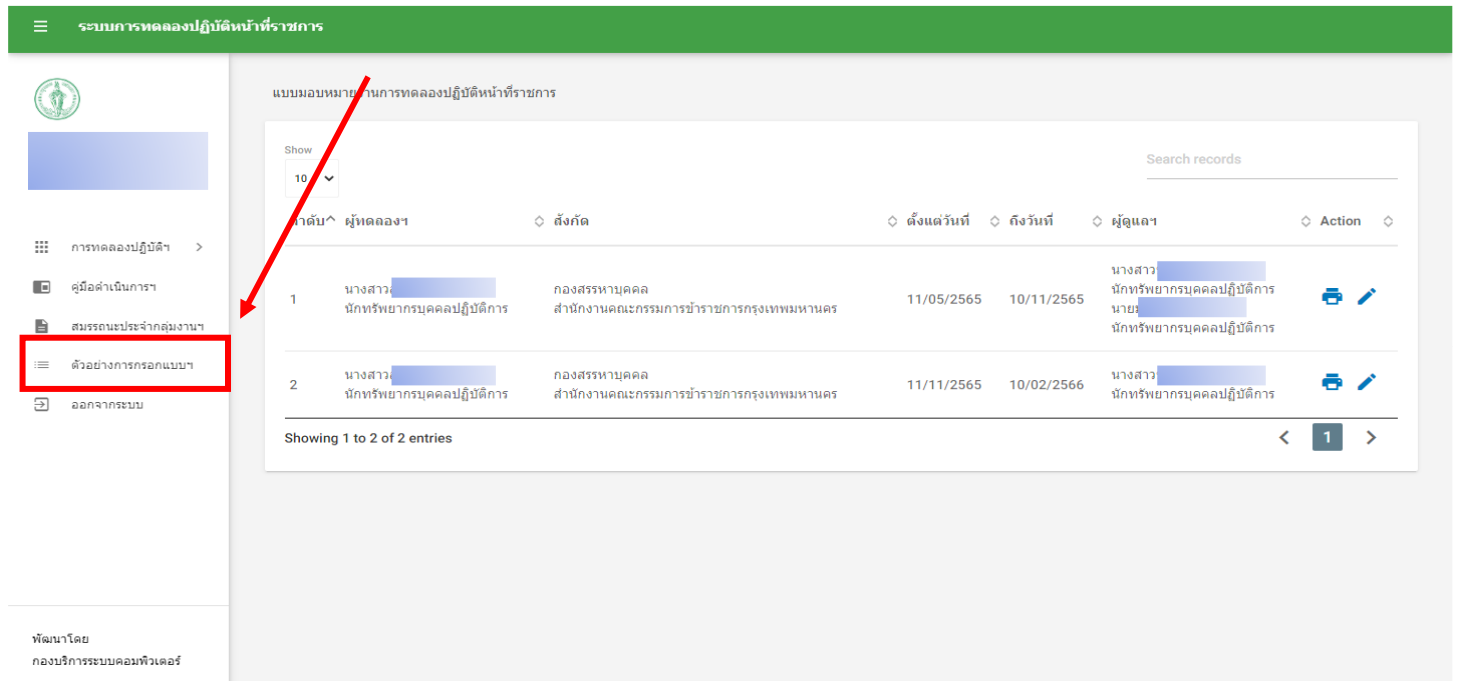 ระบบการทดลองปฏิบัติหน้าที่ราชการ
การทดลองปฏิบัติฯ
คู่มือดำเนินการฯ
สมรรถนะประจำกลุ่มงานฯ
ตัวอย่างการกรอกแบบฯ
ออกจากระบบ
พัฒนาโดย
กองบริการระบบคอมพิวเตอร์
แบบมอบหมายงานการทดลองปฏิบัติหน้าที่ราชการ
Show
10
Search records
ลำดับ ผู้ทดลองฯ สังกัด ตั้งแต่วันที่ ถึงวันที่ ผู้ดูแลฯ Action
1
นางสาว
นักทรัพยากรบุคคลปฏิบัติการ
กองสรรหาบุคคล
สำนักงานคณะกรรมการข้าราชการกรุงเทพมหานคร
11/05/2565 10/11/2565
นางสาว
นักทรัพยากรบุคคลปฏิบัติการ
นาย
นักทรัพยากรบุคคลปฏิบัติการ
2
นางสาว
นักทรัพยากรบุคคลปฏิบัติการ
กองสรรหาบุคคล
สำนักงานคณะกรรมการข้าราชการกรุงเทพมหานคร
11/11/2565 10/02/2566
นางสาว
นักทรัพยากรบุคคลปฏิบัติการ
Showing 1 to 2 of 2 entries
1